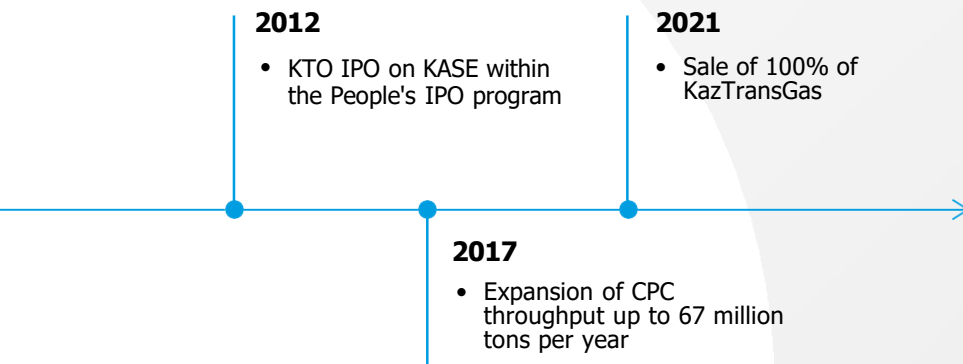 2012
• KTO IPO on KASE within
the People's IPO program
2021
• Sale of 100% of
KazTransGas
2017
• Expansion of CPC
throughput up to 67 million
tons per year